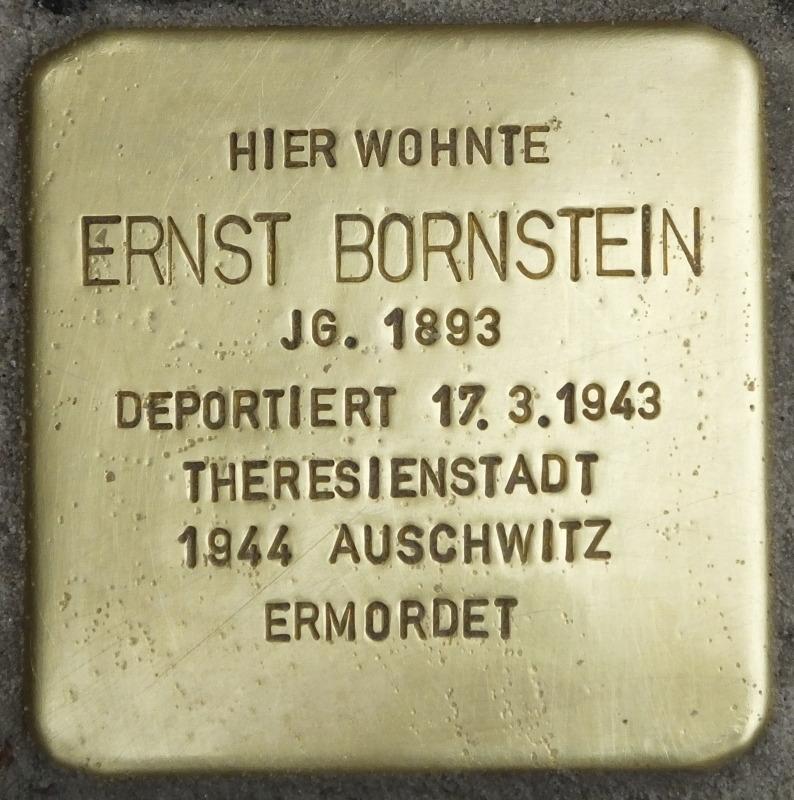 HIER WOHNTE
ERNST BORNSTEIN
JG. 1893
DEPORTIERT 17. 3.1943
THERESIENSTADT
1944 AUSCHWITZ
ERMORDET